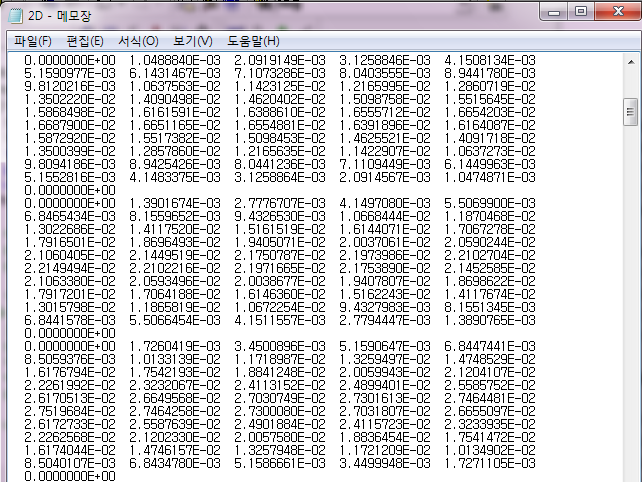 2D - 메모장
파일(F) 편집(E) 서식(O) 보기(V) 도움말(H)
0.0000000E+00 1.0488840E-03 2.0919149E-03 3.1258846E-03 4.1508134E-03
5.1590977E-03 6.1431467E-03 7.1073286E-03 8.0403555E-03 8.9441780E-03
9.8120216E-03 1.0637563E-02 1.1423125E-02 1.2165995E-02 1.2860719E-02
1.3502220E-02 1.4090498E-02 1.4620402E-02 1.5098758E-02 1.5515645E-02
1.5868498E-02 1.6161591E-02 1.6388610E-02 1.6555712E-02 1.6654203E-02
1.6687900E-02 1.6651165E-02 1.6554881E-02 1.6391896E-02 1.6164087E-02
1.5872920E-02 1.5517382E-02 1.5098453E-02 1.4625521E-02 1.4091718E-02
1.3500399E-02 1.2857860E-02 1.2165635E-02 1.1422907E-02 1.0637273E-02
9.8094186E-03 8.9425426E-03 8.0441236E-03 7.1109449E-03 6.1449963E-03
5.1552816E-03 4.1483375E-03 3.1258864E-03 2.0914567E-03 1.0474871E-03
0.0000000E+00
0.0000000E+00 1.3901674E-03 2.7776707E-03 4.1497080E-03 5.5069900E-03
6.8465434E-03 8.1559652E-03 9.4326530E-03 1.0668444E-02 1.1870468E-02
1.3022686E-02 1.4117520E-02 1.5161519E-02 1.6144071E-02 1.7067278E-02
1.7916501E-02 1.8696493E-02 1.9405071E-02 2.0037061E-02 2.0590244E-02
2.1060405E-02 2.1449519E-02 2.1750787E-02 2.1973986E-02 2.2102704E-02
2.2149494E-02 2.2102216E-02 2.1971665E-02 2.1753890E-02 2.1452585E-02
2.1063380E-02 2.0593496E-02 2.0038677E-02 1.9407807E-02 1.8698622E-02
1.7917201E-02 1.7064188E-02 1.6146360E-02 1.5162243E-02 1.4117674E-02
1.3015798E-02 1.1865819E-02 1.0672254E-02 9.4327983E-03 8.1551345E-03
6.8441578E-03 5.5066454E-03 4.1511557E-03 2.7794447E-03 1.3890765E-03
0.0000000E+00
0.0000000E+00 1.7260419E-03 3.4500896E-03 5.1590647E-03 6.8447441E-03
8.5059376E-03 1.0133139E-02 1.1718987E-02 1.3259497E-02 1.4748529E-02
1.6176794E-02 1.7542193E-02 1.8841248E-02 2.0059943E-02 2.1204107E-02
2.2261992E-02 2.3232067E-02 2.4113152E-02 2.4899401E-02 2.5585752E-02
2.6170513E-02 2.6649568E-02 2.7030749E-02 2.7301613E-02 2.7464481E-02
2.7519684E-02 2.7464258E-02 2.7300080E-02 2.7031807E-02 2.6655097E-02
2.6172733E-02 2.5587639E-02 2.4901884E-02 2.4115723E-02 2.3233935E-02
2.2262568E-02 2.1202330E-02 2.0057580E-02 1.8836454E-02 1.7541472E-02
1.6174044E-02 1.4746157E-02 1.3257948E-02 1.1721209E-02 1.0134902E-02
8.5040107E-03 6.8434780E-03 5.1586661E-03 3.4499948E-03 1.7271105E-03
0.0000000E+00